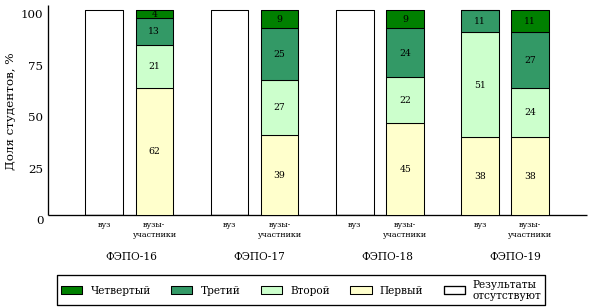 Доля студентов, %
100
75
50
25
0
4
13
21
62
9
25
27
39
9
24
22
45
11
51
38
11
27
24
38
вуз
вузы-
участники
вуз
вузы-
участники
вуз
вузы-
участники
вуз
вузы-
участники
ФЭПО-16
ФЭПО-17
ФЭПО-18
ФЭПО-19
Четвертый
Третий
Второй
Первый
Результаты
отсутствуют